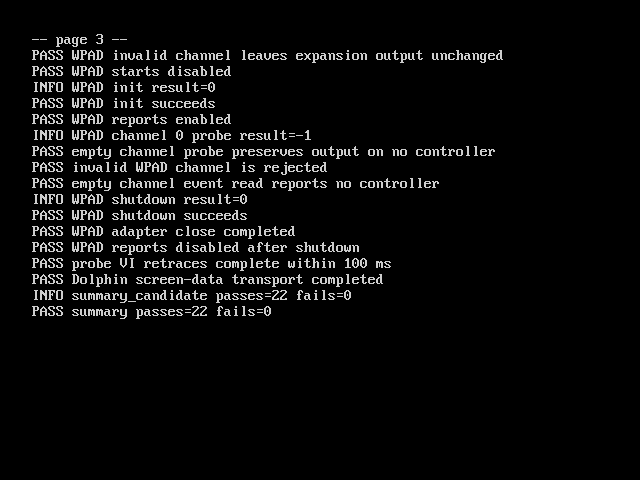 -- page 3 --
PASS WPAD invalid channel leaves expansion output unchanged
PASS WPAD starts disabled
INFO WPAD init result=0
PASS WPAD init succeeds
PASS WPAD reports enabled
INFO WPAD channel 0 probe result=-1
PASS empty channel probe preserves output on no controller
PASS invalid WPAD channel is rejected
PASS empty channel event read reports no controller
INFO WPAD shutdown result=0
PASS WPAD shutdown succeeds
PASS WPAD adapter close completed
PASS WPAD reports disabled after shutdown
PASS probe VI retraces complete within 100 ms
PASS Dolphin screen-data transport completed
INFO summary_candidate passes=22 fails=0
PASS summary passes=22 fails=0